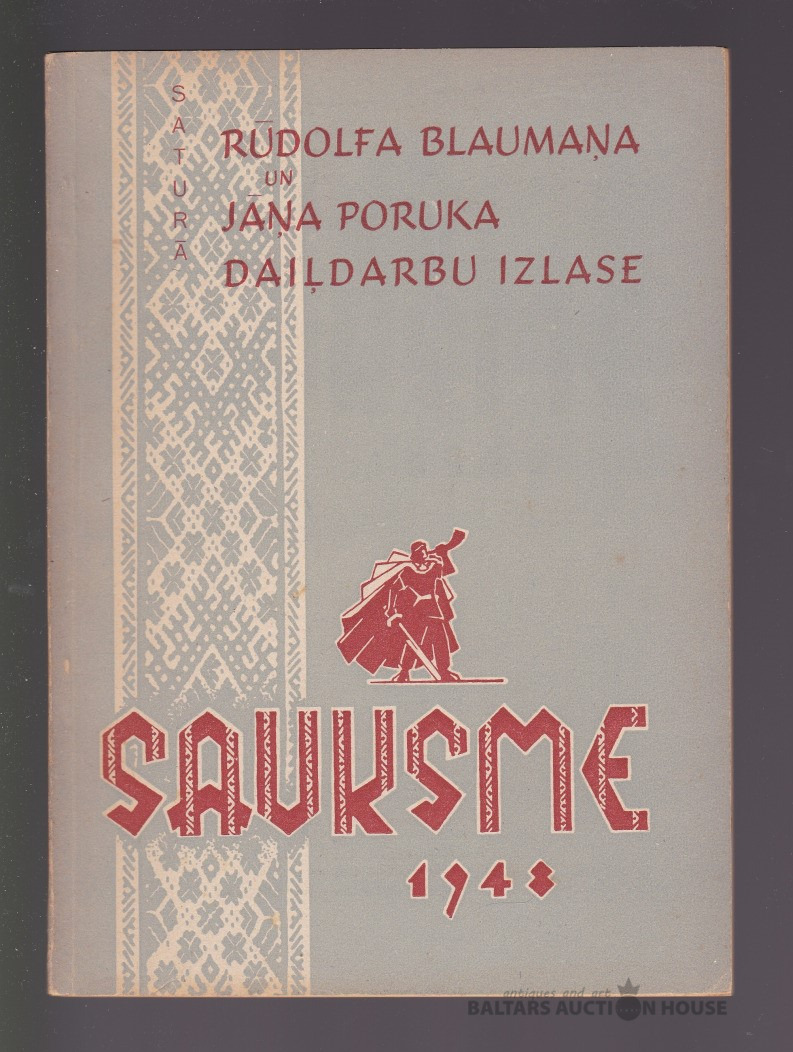 SATURĀ
RŪDOLFA BLAUMAŅA
UN
JĀŅA PORUKA
DAIĻDARBU IZLASE
SAUKSME
1948
antiques and art
BALTARS AUCTION HOUSE